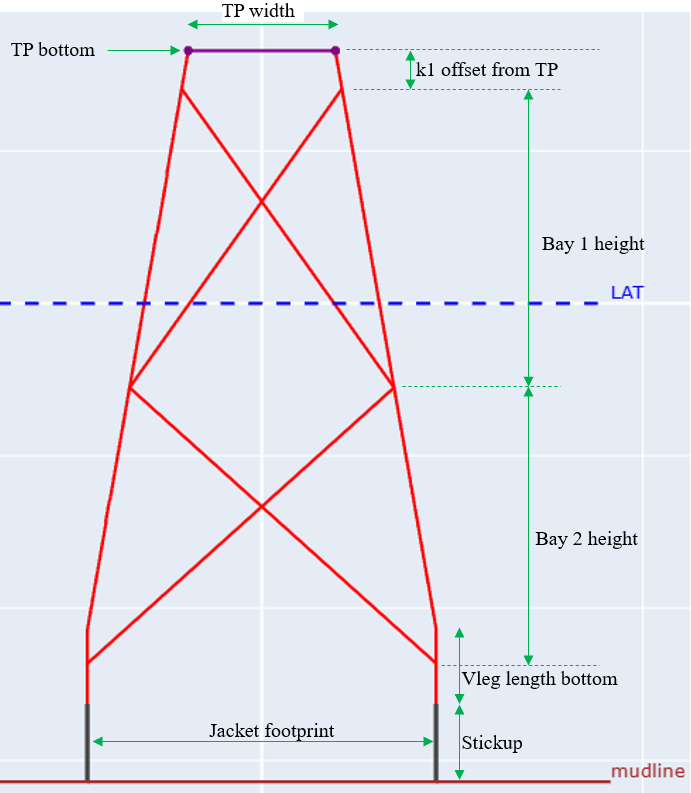 TP width
TP bottom
k1 offset from TP
Bay 1 height
LAT
Bay 2 height
Vleg length bottom
Jacket footprint
Stickup
mudline